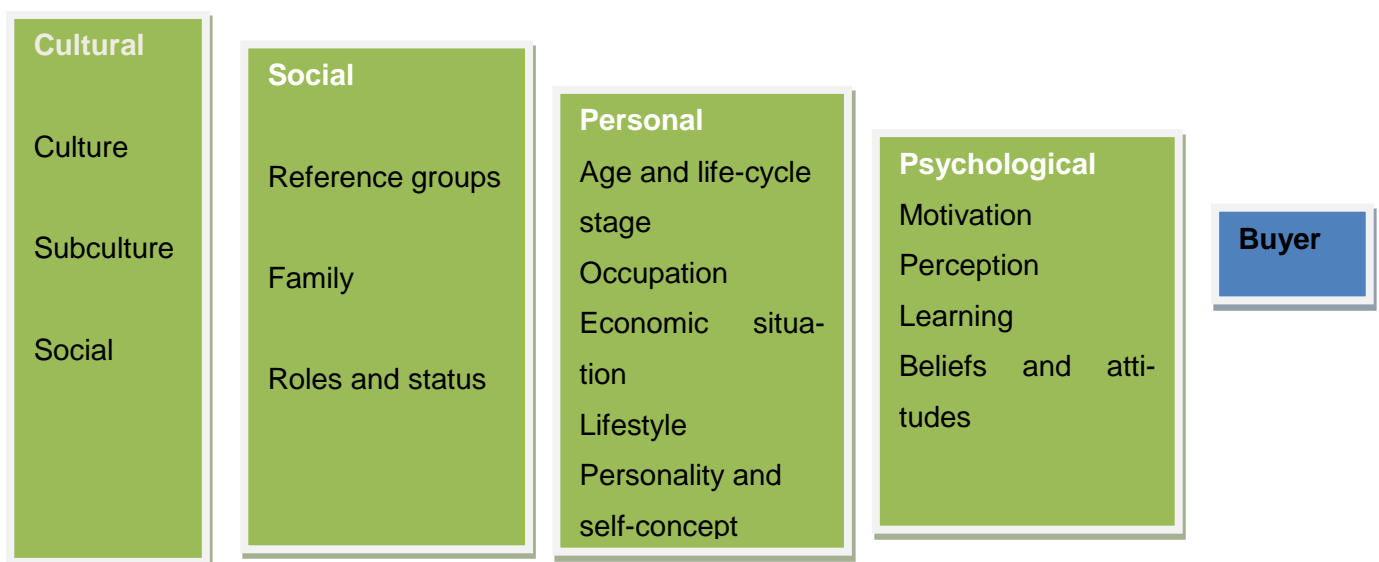 Cultural
Culture
Subculture
Social
Social
Reference groups
Family
Roles and status
Personal
Age and life-cycle
stage
Occupation
Economic situa-
tion
Lifestyle
Personality and
self-concept
Psychological
Motivation
Perception
Learning
Beliefs and atti-
tudes
Buyer